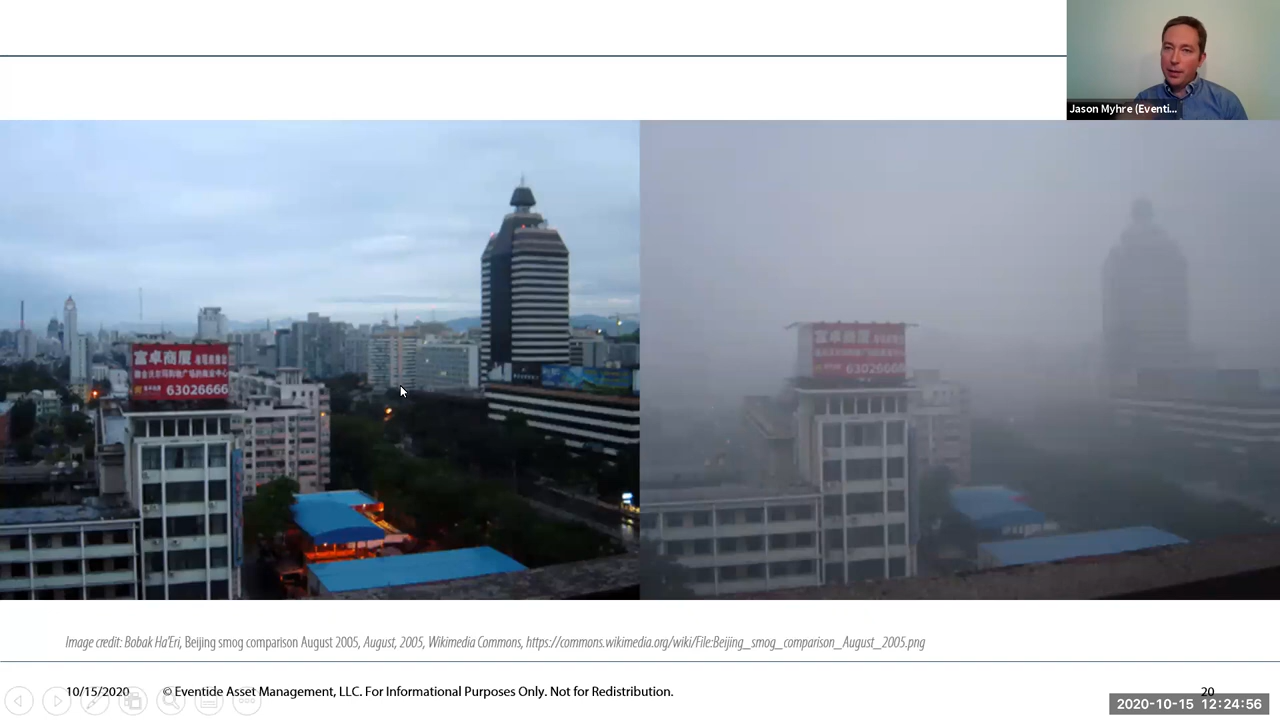 Jason Myhre (Eventi...
富卓商厦
63026666
富卓商厦
63026666
Image credit: Bobak Ha'Eri, Beijing smog comparison August 2005, August, 2005, Wikimedia Commons, https://commons.wikimedia.org/wiki/File:Beijing_smog_comparison_August_2005.png
10/15/2020
© Eventide Asset Management, LLC. For Informational Purposes Only. Not for Redistribution.
20
2020-10-15 12:24:56